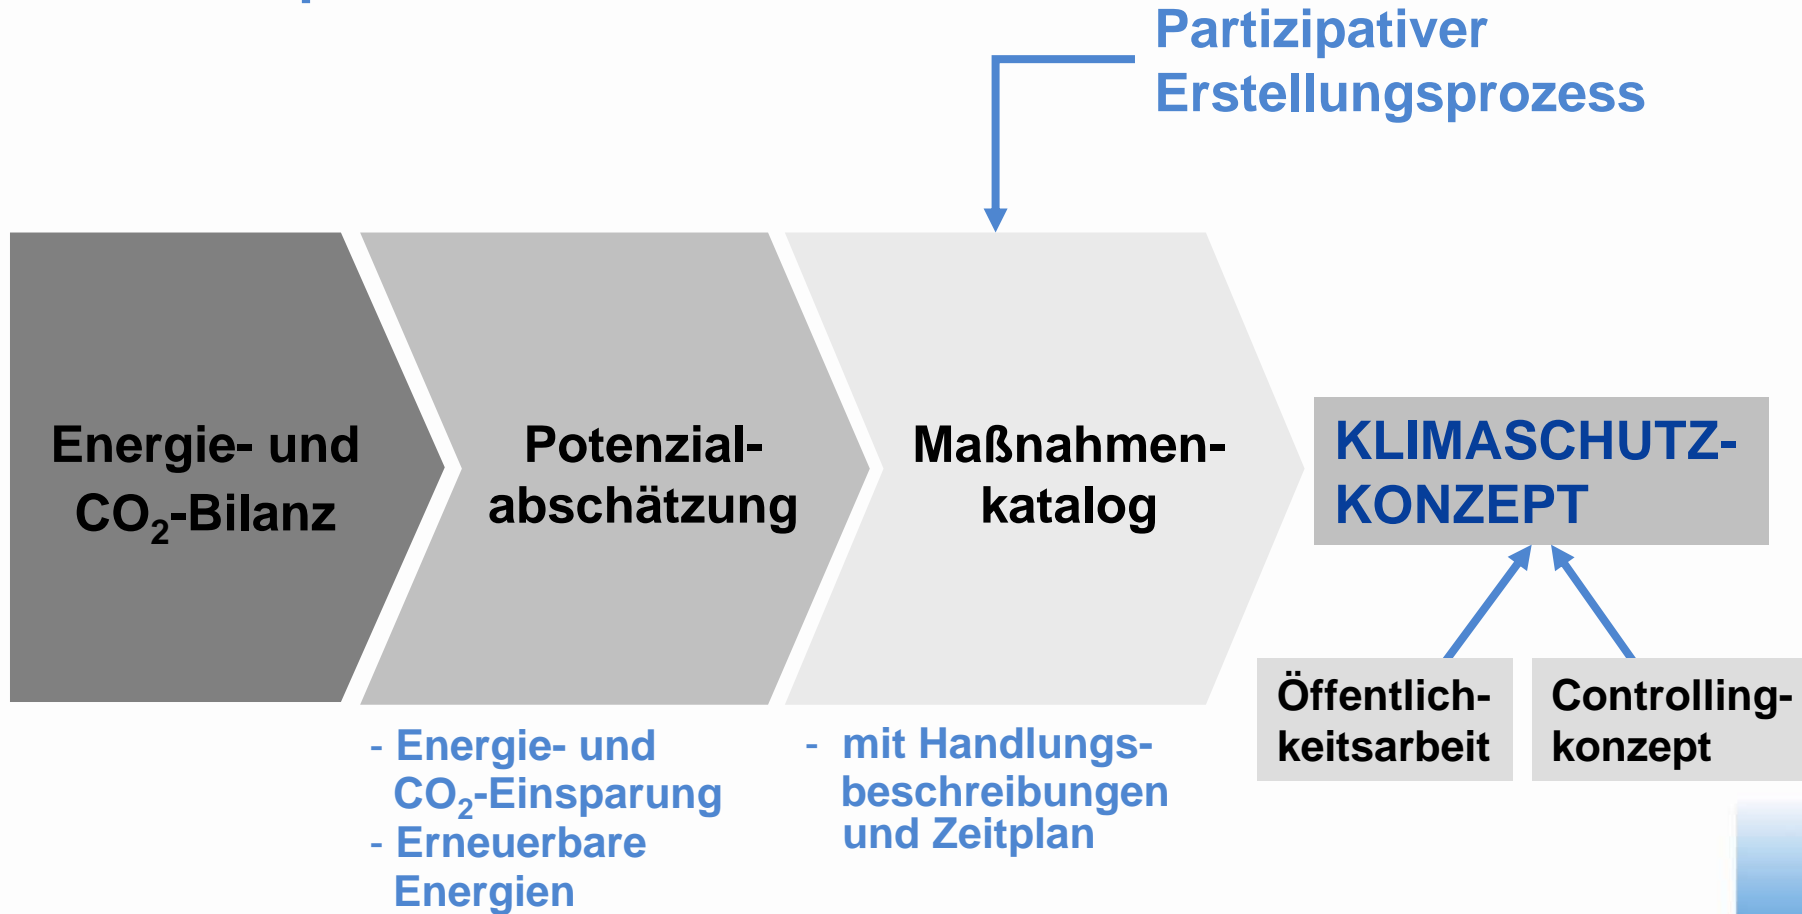 Partizipativer
Erstellungsprozess
Energie- und
CO₂-Bilanz
Potenzial-
abschätzung
Maßnahmen-
katalog
KLIMASCHUTZ-
KONZEPT
- Energie- und
CO₂-Einsparung
- Erneuerbare
Energien
- mit Handlungs-
beschreibungen
und Zeitplan
Öffentlich-
keitsarbeit
Controlling-
konzept